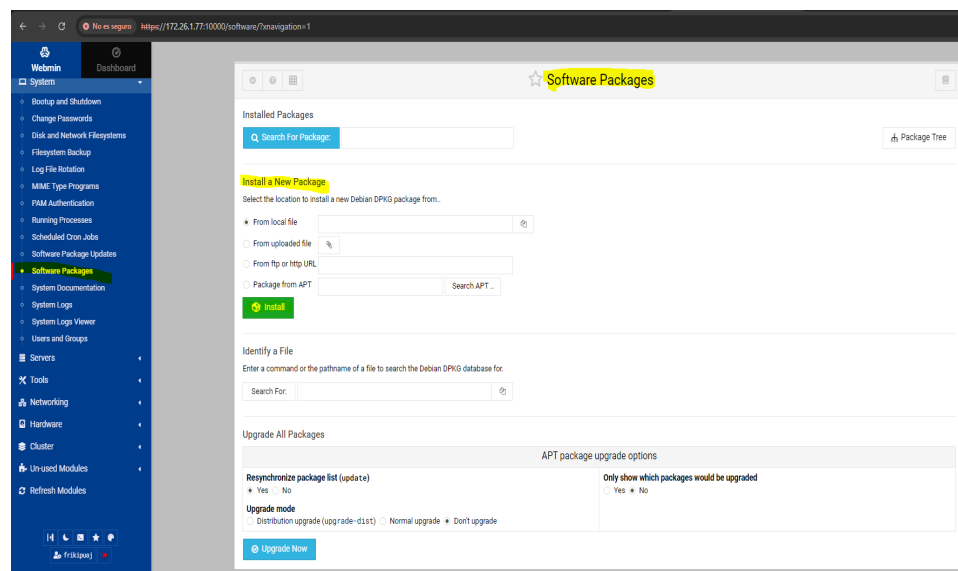 No es seguro https://172.26.1.77:10000/software/?xnavigation=1
Webmin
Dashboard
System
Bootup and Shutdown
Change Passwords
Disk and Network Filesystems
Filesystem Backup
Log File Rotation
MIME Type Programs
PAM Authentication
Running Processes
Scheduled Cron Jobs
Software Package Updates
Software Packages
System Documentation
System Logs
System Logs Viewer
Users and Groups
Servers
Tools
Networking
Hardware
Cluster
Un-used Modules
Refresh Modules
frikipuaj
Software Packages
Installed Packages
Search For Package:
Package Tree
Install a New Package
Select the location to install a new Debian DPKG package from..
From local file
From uploaded file
From ftp or http URL
Package from APT
Search APT ..
Install
Identify a File
Enter a command or the pathname of a file to search the Debian DPKG database for.
Search For:
Upgrade All Packages
APT package upgrade options
Resynchronize package list (update)
Yes No
Only show which packages would be upgraded
Yes No
Upgrade mode
Distribution upgrade (upgrade-dist) Normal upgrade Don't upgrade
Upgrade Now